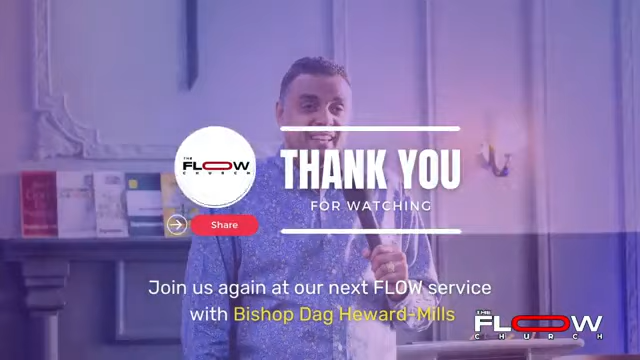 THE
FLOW
CHURCH
THANK YOU
FOR WATCHING
Share
Join us again at our next FLOW service
with Bishop Dag Heward-Mills
THE
FLOW
CHURCH